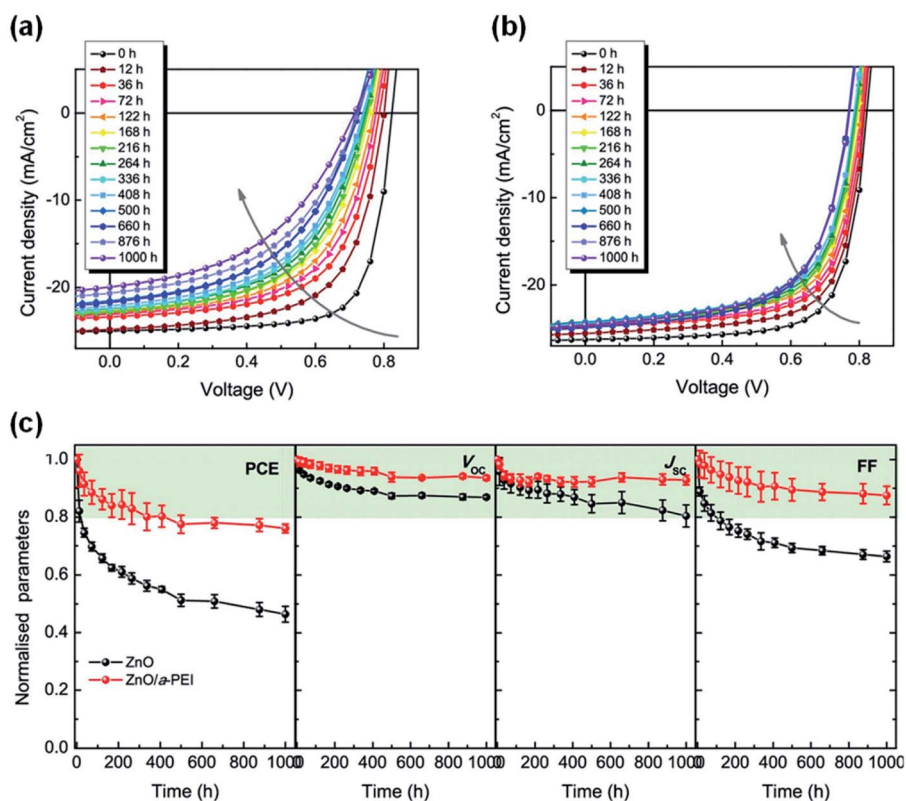 (a)
0 h
12 h
36 h
72 h
122 h
168 h
216 h
264 h
336 h
408 h
500 h
660 h
876 h
1000 h
Current density (mA/cm²)
0
-10
-20
0.0 0.2 0.4 0.6 0.8
Voltage (V)
(b)
0 h
12 h
36 h
72 h
122 h
168 h
216 h
264 h
336 h
408 h
500 h
660 h
876 h
1000 h
Current density (mA/cm²)
0
-10
-20
0.0 0.2 0.4 0.6 0.8
Voltage (V)
(c)
PCE
VOC
JSC
FF
Normalised parameters
1.0
0.8
0.6
0.4
0.2
0.0
ZnO
ZnO/a-PEI
0 200 400 600 800 1000 0 200 400 600 800 1000 0 200 400 600 800 1000 0 200 400 600 800 1000
Time (h) Time (h) Time (h) Time (h)